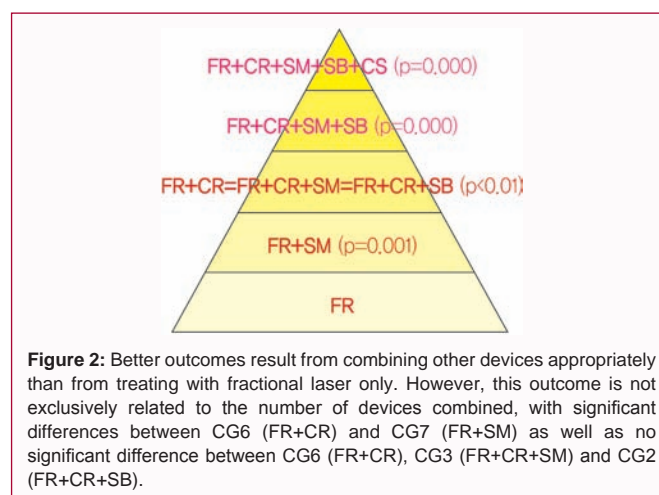 FR+CR+SM+SB+CS (p=0.000)
FR+CR+SM+SB (p=0.000)
FR+CR=FR+CR+SM=FR+CR+SB (p<0.01)
FR+SM (p=0.001)
FR
Figure 2: Better outcomes result from combining other devices appropriately
than from treating with fractional laser only. However, this outcome is not
exclusively related to the number of devices combined, with significant
differences between CG6 (FR+CR) and CG7 (FR+SM) as well as no
significant difference between CG6 (FR+CR), CG3 (FR+CR+SM) and CG2
(FR+CR+SB).